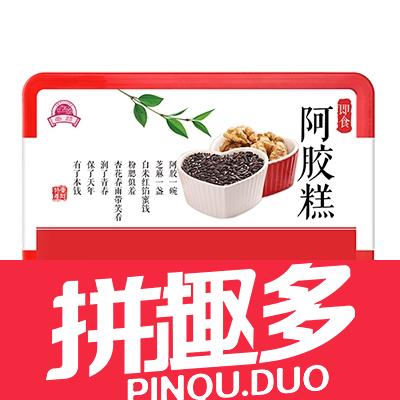 即食
阿胶糕
阿胶一碗
芝麻一盏
白米红馅蜜饯
粉腮似羞
杏花春雨带笑看
润了青春
保了天年
有了本钱
拼趣多
PINQU.DUO